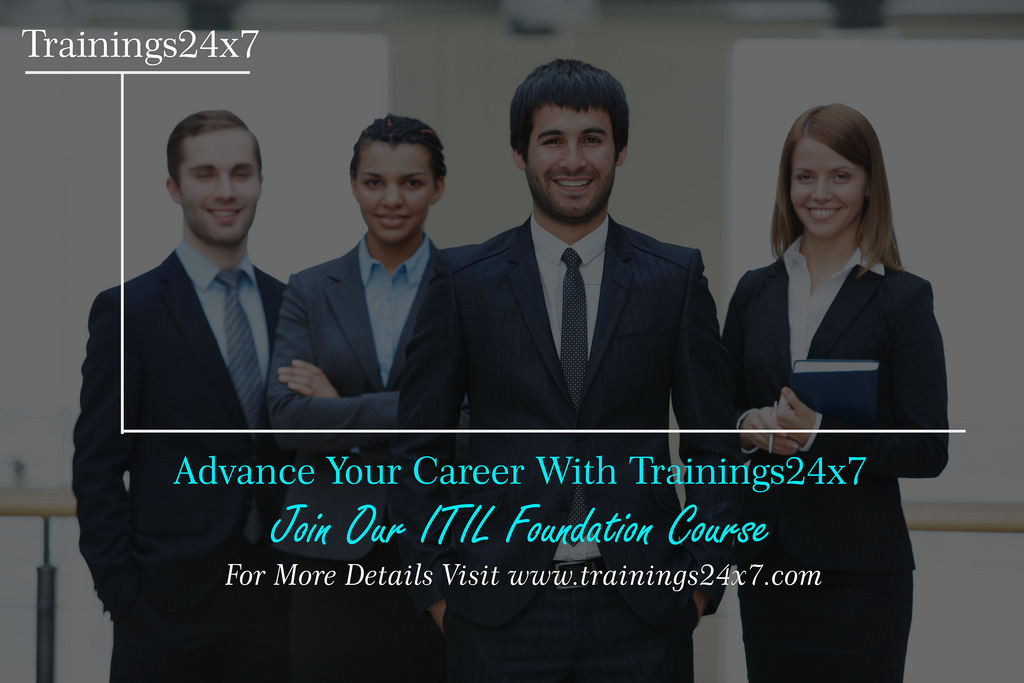 Trainings24x7
Advance Your Career With Trainings24x7
Join Our ITIL Foundation Course
For More Details Visit www.trainings24x7.com